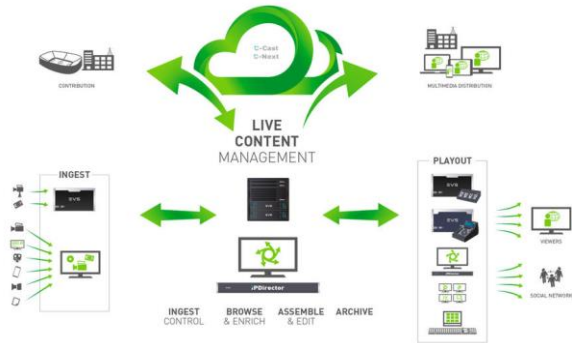 C-Cast
C-Next
CONTRIBUTION
MULTIMEDIA DISTRIBUTION
LIVE
CONTENT
MANAGEMENT
INGEST
PLAYOUT
EVS
EVS
EVS
VIEWERS
IPDirector
SOCIAL NETWORK
INGEST BROWSE ASSEMBLE ARCHIVE
CONTROL & ENRICH & EDIT